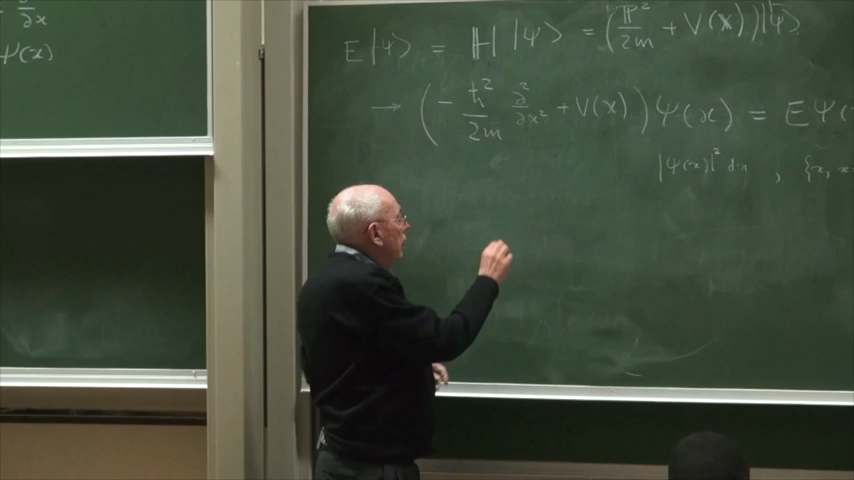 ∂/∂x
ψ(x)
E |ψ> = ℍ |ψ> = (ℙ²/2m + V(𝕏)) |ψ>
→ (- ħ²/2m ∂²/∂x² + V(x)) ψ(x) = E ψ(
|ψ(x)|² dx , {x, x